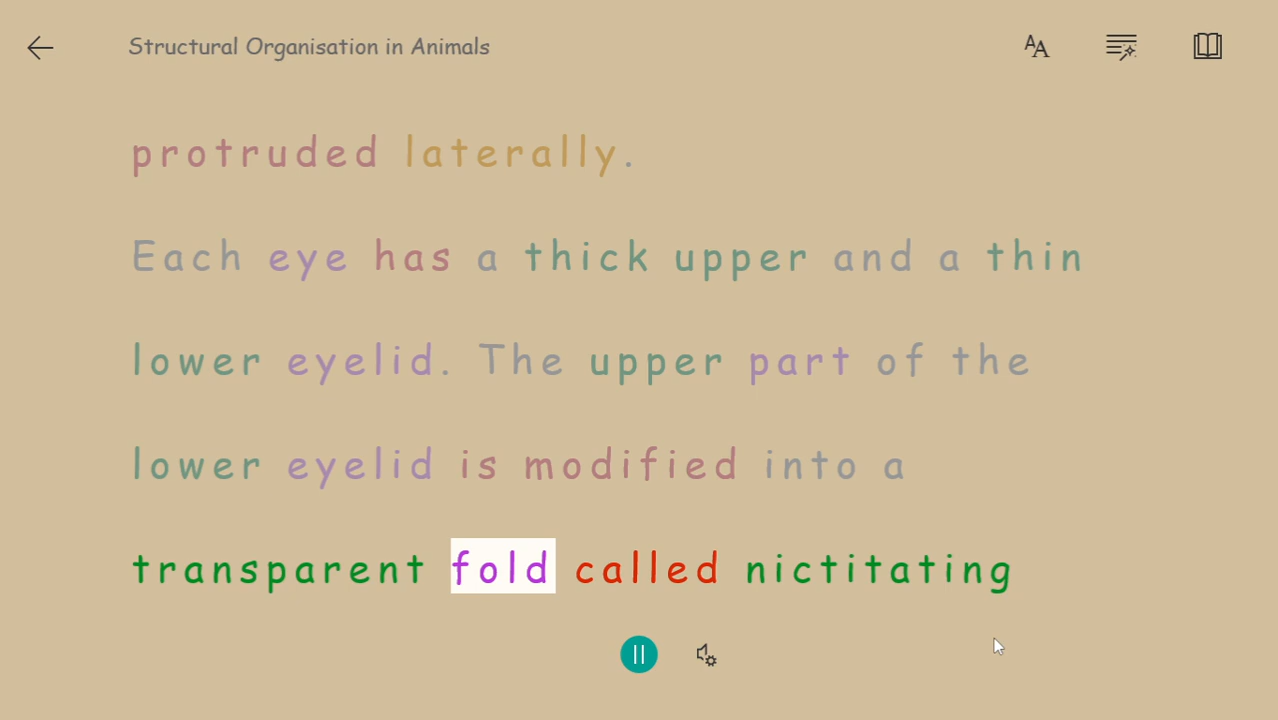 Structural Organisation in Animals
protruded laterally.
Each eye has a thick upper and a thin
lower eyelid. The upper part of the
lower eyelid is modified into a
transparent fold called nictitating